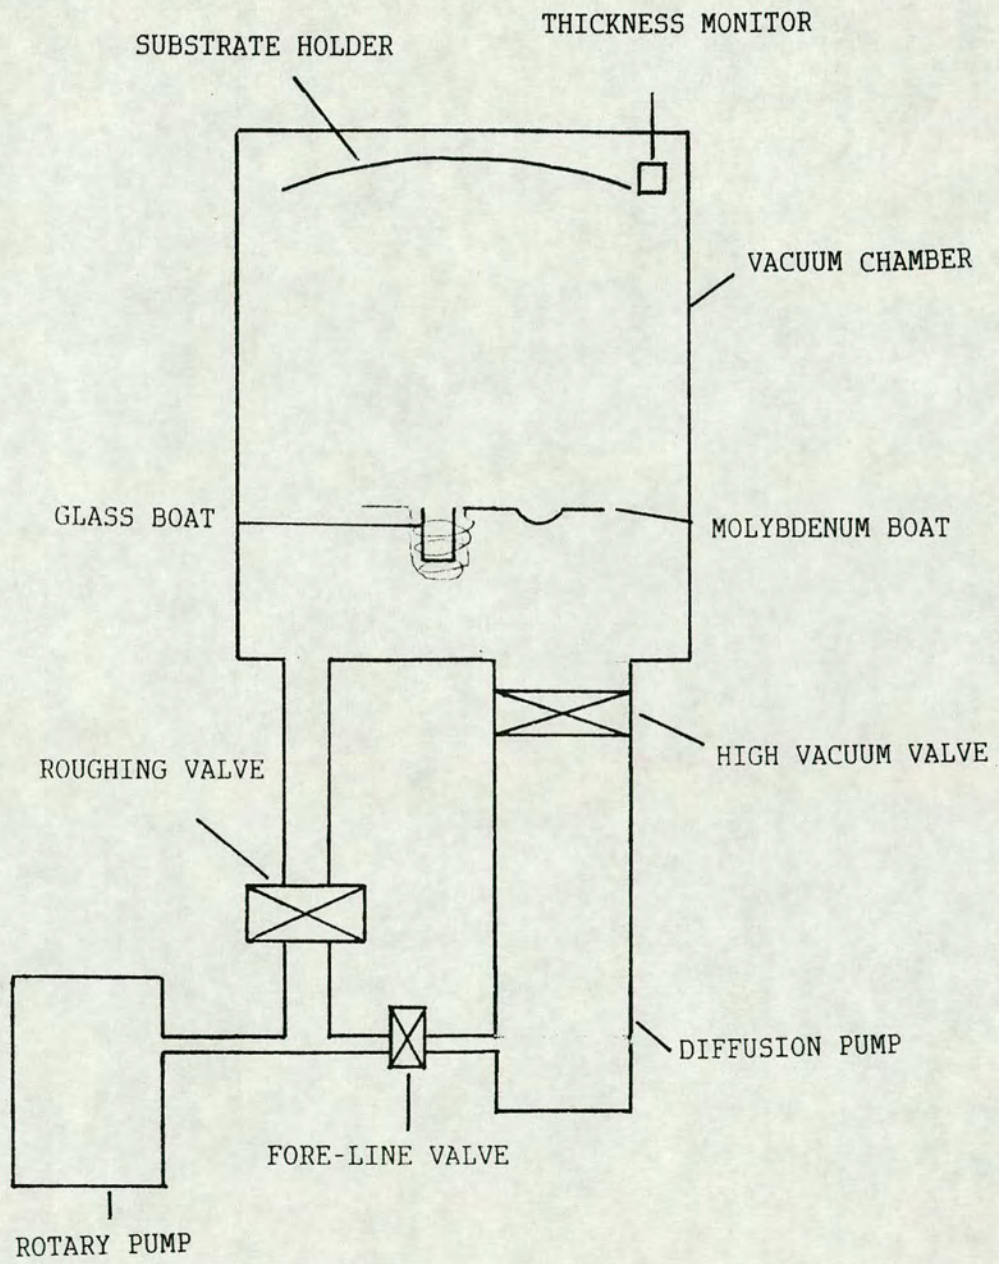 THICKNESS MONITOR
SUBSTRATE HOLDER
VACUUM CHAMBER
GLASS BOAT
MOLYBDENUM BOAT
HIGH VACUUM VALVE
ROUGHING VALVE
DIFFUSION PUMP
FORE-LINE VALVE
ROTARY PUMP